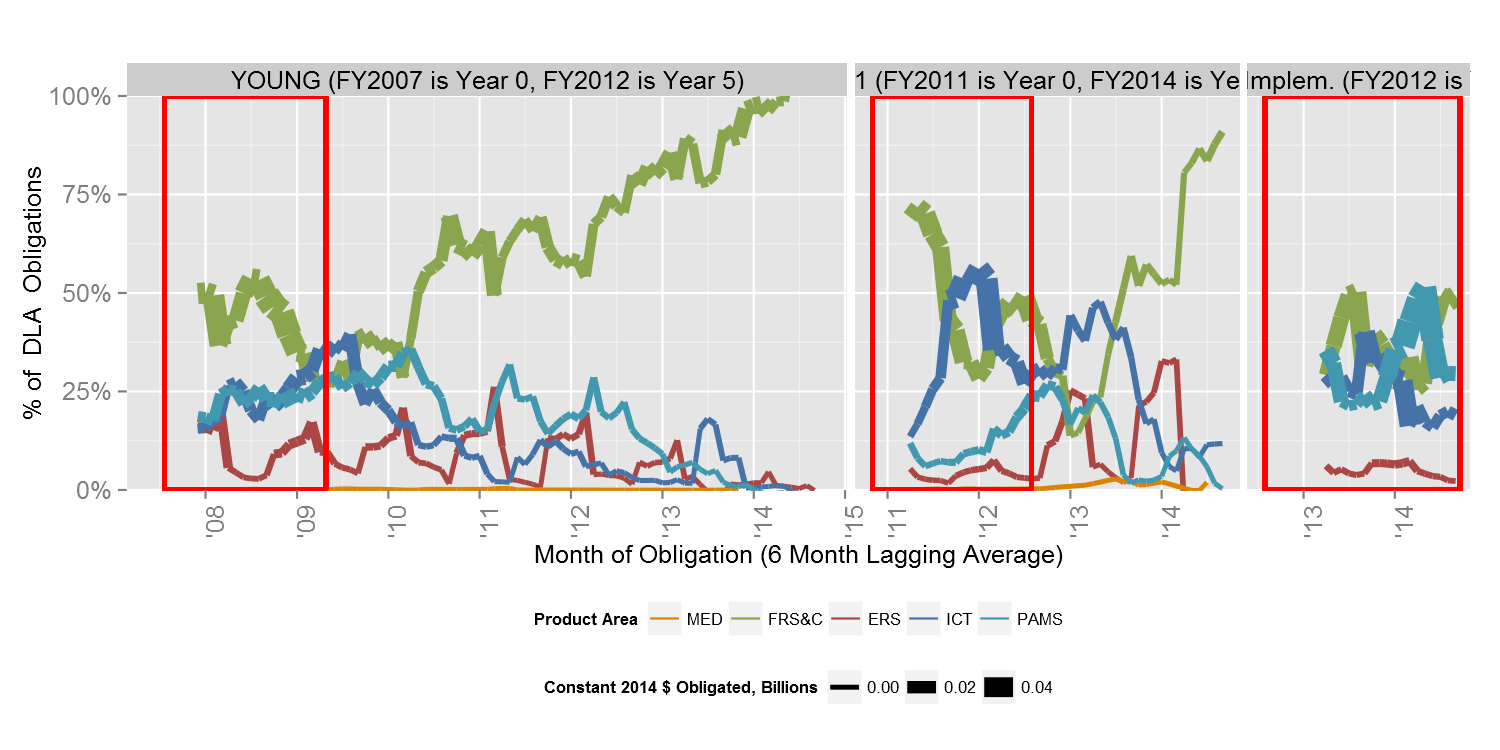 YOUNG (FY2007 is Year 0, FY2012 is Year 5)
1 (FY2011 is Year 0, FY2014 is Ye
Implem. (FY2012 is
100%
75%
50%
25%
0%
% of DLA Obligations
'08 '09 '10 '11 '12 '13 '14 '15 '11 '12 '13 '14 '13 '14
Month of Obligation (6 Month Lagging Average)
Product Area MED FRS&C ERS ICT PAMS
Constant 2014 $ Obligated, Billions 0.00 0.02 0.04